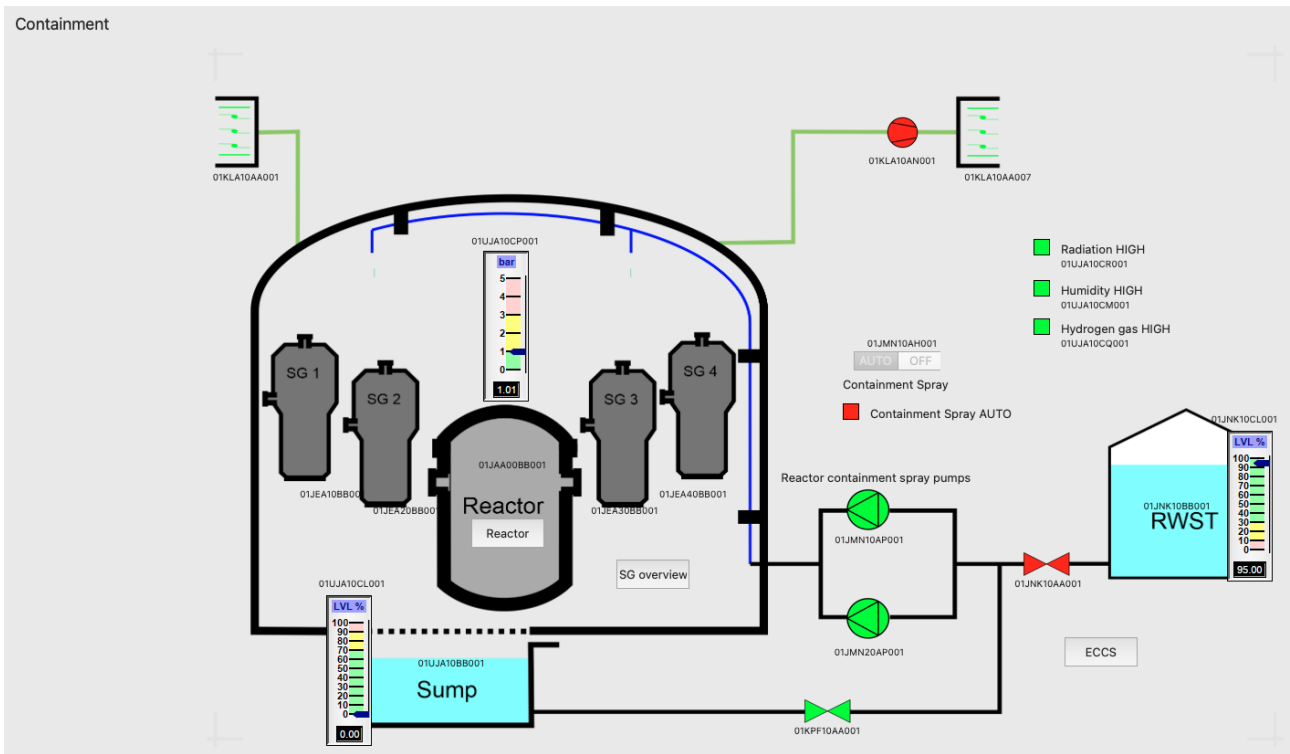 Containment
01KLA10AA001
01KLA10AN001
01KLA10AA007
01UJA10CP001
bar
5
4
3
2
1
0
1.01
Radiation HIGH
01UJA10CR001
Humidity HIGH
01UJA10CM001
Hydrogen gas HIGH
01UJA10CQ001
01JMN10AH001
AUTO OFF
Containment Spray
Containment Spray AUTO
SG 1
SG 2
SG 3
SG 4
01JEA10BB001
01JEA20BB001
01JEA30BB001
01JEA40BB001
01JAA00BB001
Reactor
Reactor
SG overview
Reactor containment spray pumps
01JMN10AP001
01JMN20AP001
01JNK10AA001
01JNK10CL001
LVL %
100
90
80
70
60
50
40
30
20
10
0
95.00
01JNK10BB001
RWST
ECCS
01UJA10CL001
LVL %
100
90
80
70
60
50
40
30
20
10
0
0.00
01UJA10BB001
Sump
01KPF10AA001